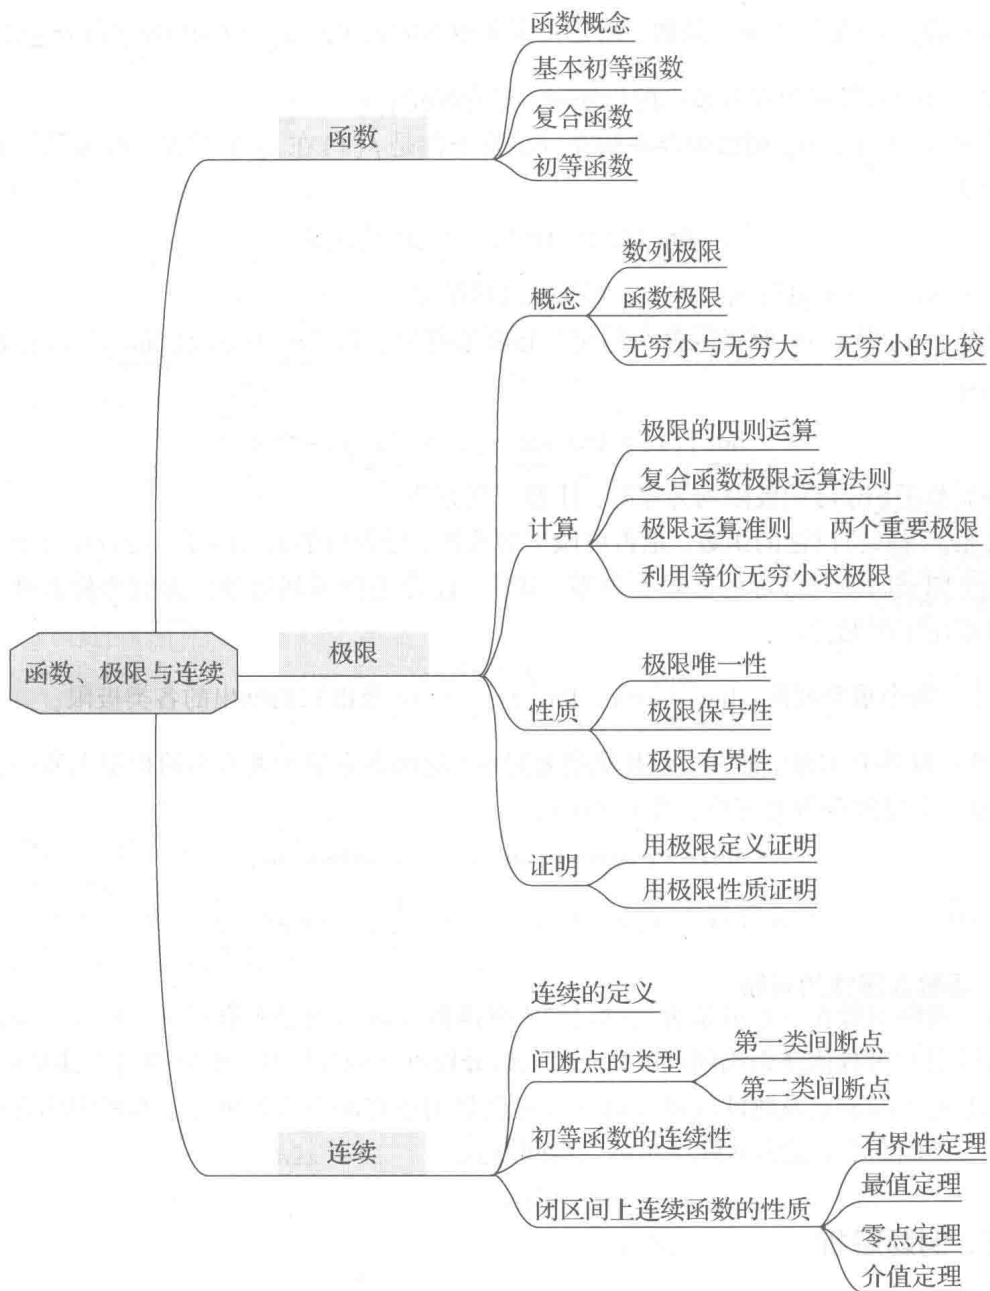 函数、极限与连续
函数
函数概念
基本初等函数
复合函数
初等函数
极限
概念
数列极限
函数极限
无穷小与无穷大 无穷小的比较
计算
极限的四则运算
复合函数极限运算法则
极限运算准则 两个重要极限
利用等价无穷小求极限
性质
极限唯一性
极限保号性
极限有界性
证明
用极限定义证明
用极限性质证明
连续
连续的定义
间断点的类型
第一类间断点
第二类间断点
初等函数的连续性
闭区间上连续函数的性质
有界性定理
最值定理
零点定理
介值定理